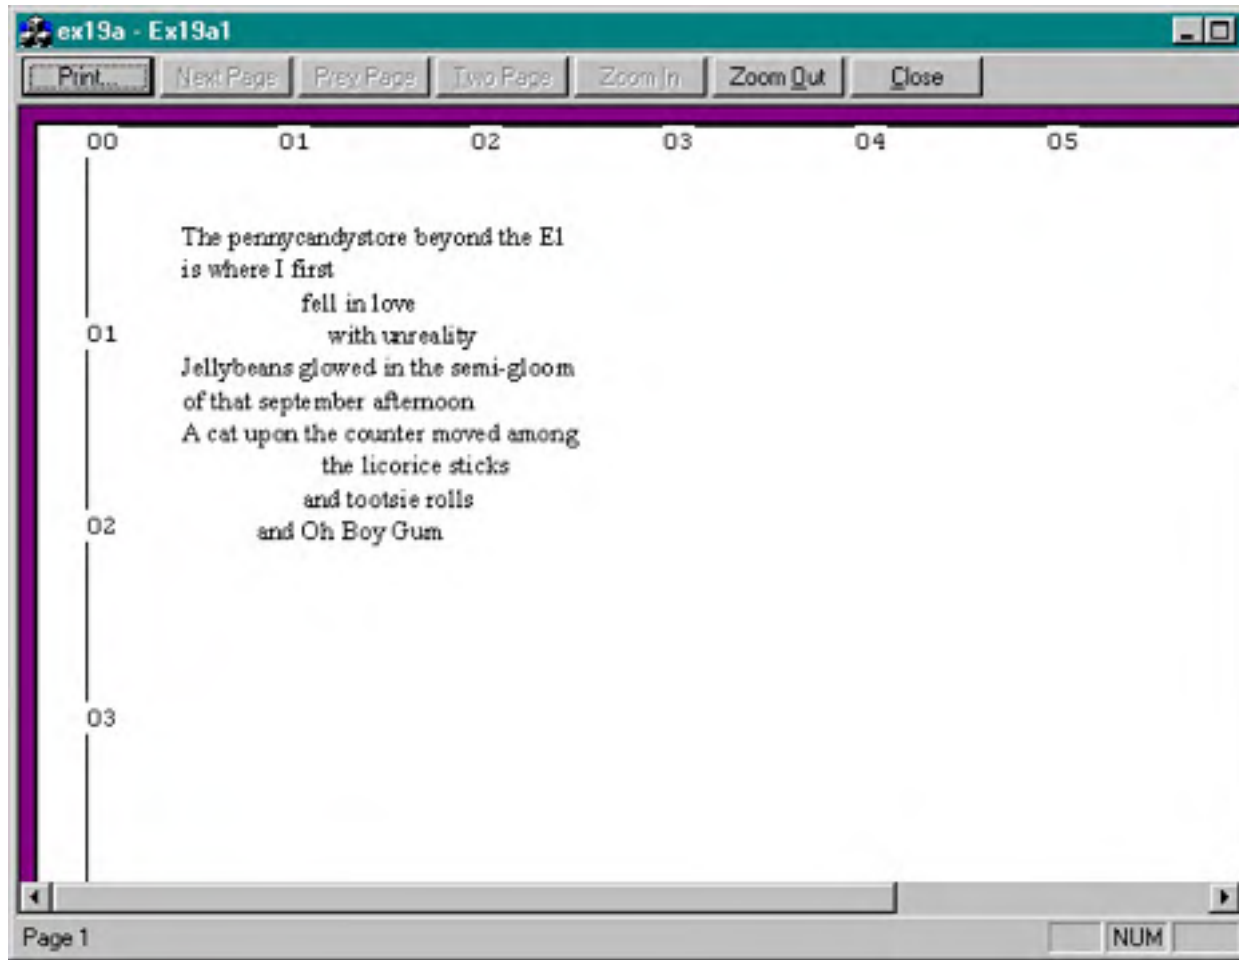 ex19a - Ex19a1
Print... Next Page Prev Page Two Page Zoom In Zoom Out Close
00 01 02 03 04 05
The pennycandystore beyond the El
is where I first
fell in love
01
with unreality
Jellybeans glowed in the semi-gloom
of that september afternoon
A cat upon the counter moved among
the licorice sticks
and tootsie rolls
02
and Oh Boy Gum
03
Page 1 NUM